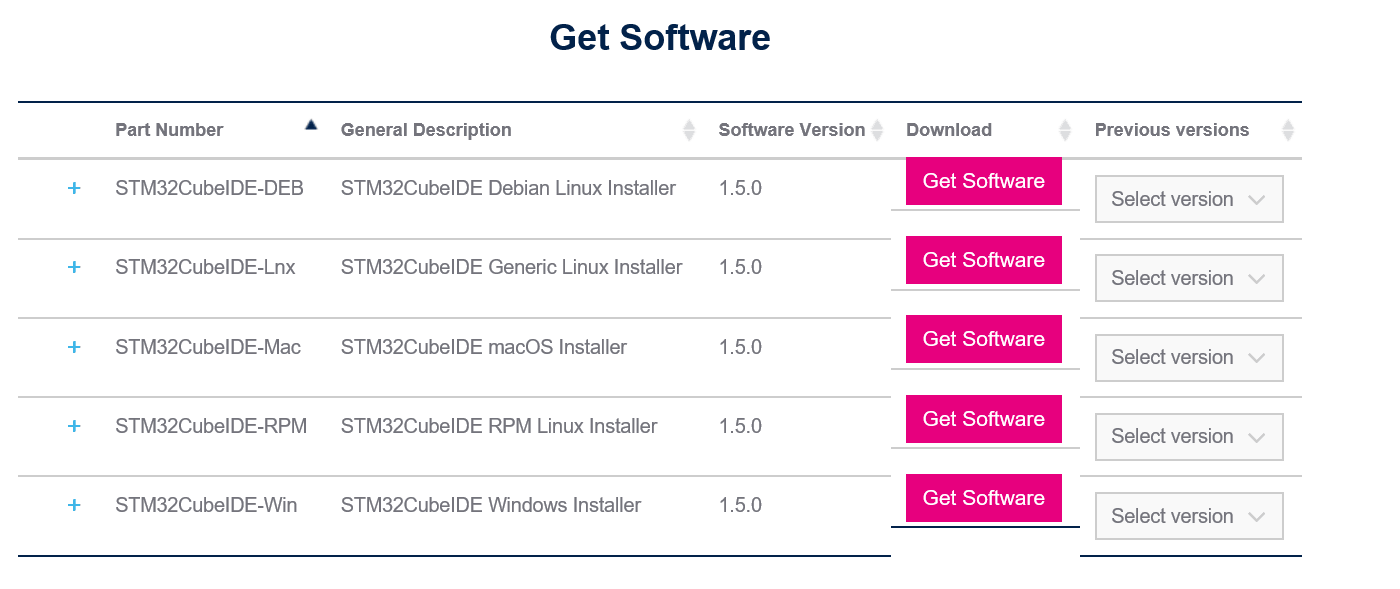 Get Software
Part Number General Description Software Version Download Previous versions
+ STM32CubeIDE-DEB STM32CubeIDE Debian Linux Installer 1.5.0 Get Software Select version
+ STM32CubeIDE-Lnx STM32CubeIDE Generic Linux Installer 1.5.0 Get Software Select version
+ STM32CubeIDE-Mac STM32CubeIDE macOS Installer 1.5.0 Get Software Select version
+ STM32CubeIDE-RPM STM32CubeIDE RPM Linux Installer 1.5.0 Get Software Select version
+ STM32CubeIDE-Win STM32CubeIDE Windows Installer 1.5.0 Get Software Select version